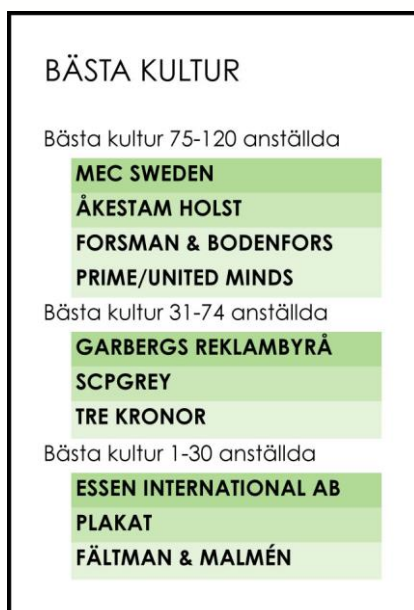 BÄSTA KULTUR
Bästa kultur 75-120 anställda
MEC SWEDEN
ÅKESTAM HOLST
FORSMAN & BODENFORS
PRIME/UNITED MINDS
Bästa kultur 31-74 anställda
GARBERGS REKLAMBYRÅ
SCPGREY
TRE KRONOR
Bästa kultur 1-30 anställda
ESSEN INTERNATIONAL AB
PLAKAT
FÄLTMAN & MALMÉN